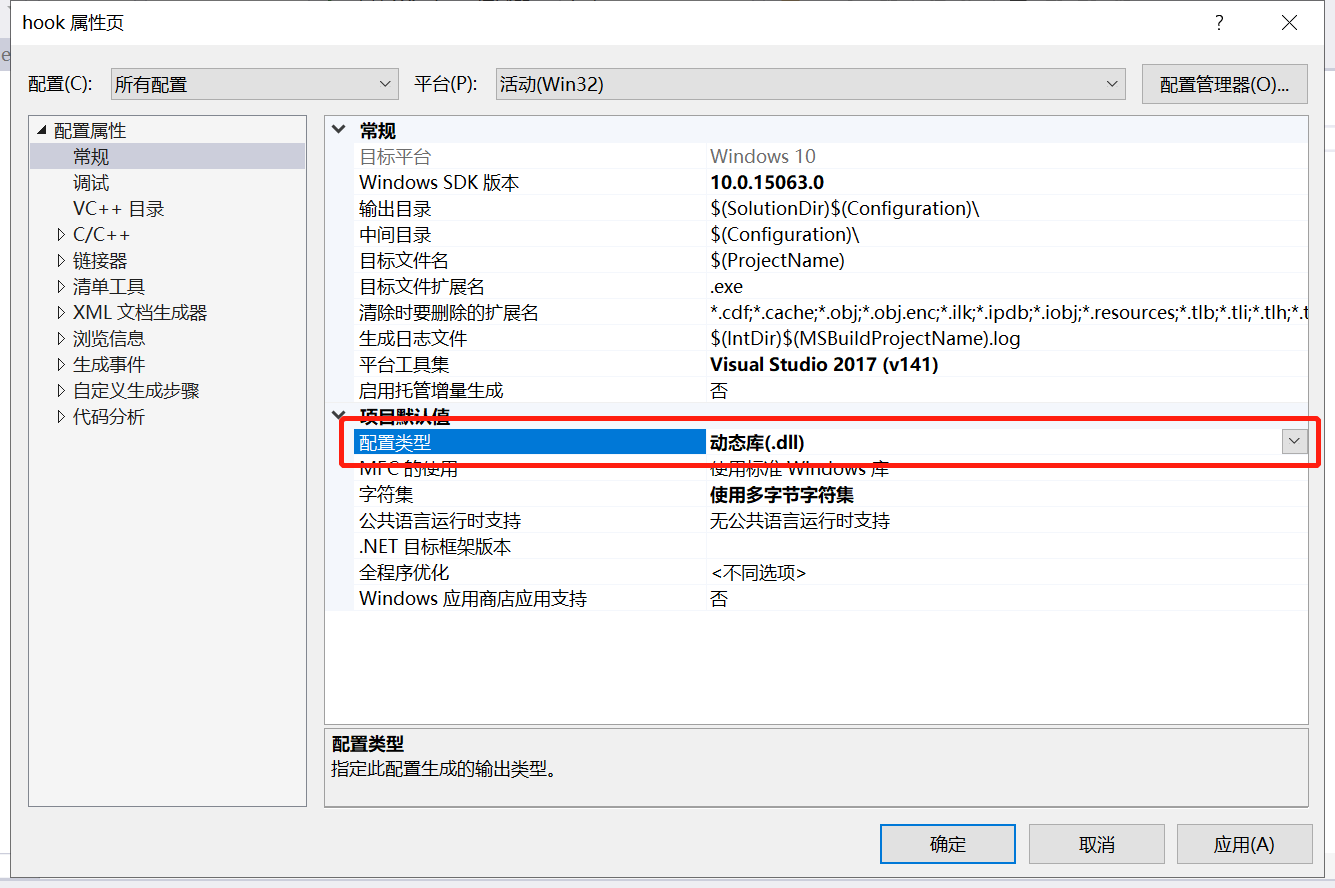 hook 属性页
配置(C): 所有配置 平台(P): 活动(Win32) 配置管理器(O)...
配置属性
常规
调试
VC++ 目录
C/C++
链接器
清单工具
XML 文档生成器
浏览信息
生成事件
自定义生成步骤
代码分析
常规
目标平台 Windows 10
Windows SDK 版本 10.0.15063.0
输出目录 $(SolutionDir)$(Configuration)\
中间目录 $(Configuration)\
目标文件名 $(ProjectName)
目标文件扩展名 .exe
清除时要删除的扩展名 *.cdf;*.cache;*.obj;*.obj.enc;*.ilk;*.ipdb;*.iobj;*.resources;*.tlb;*.tli;*.tlh;*.t
生成日志文件 $(IntDir)$(MSBuildProjectName).log
平台工具集 Visual Studio 2017 (v141)
启用托管增量生成 否
项目默认值
配置类型 动态库(.dll)
MFC 的使用 使用标准 Windows 库
字符集 使用多字节字符集
公共语言运行时支持 无公共语言运行时支持
.NET 目标框架版本
全程序优化 <不同选项>
Windows 应用商店应用支持 否
配置类型
指定此配置生成的输出类型。
确定 取消 应用(A)